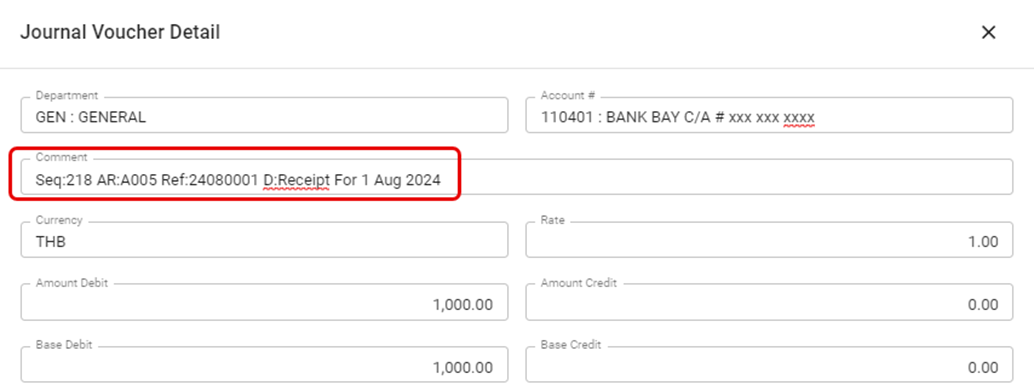 Journal Voucher Detail
Department
GEN : GENERAL
Account #
110401 : BANK BAY C/A # xxx xxx xxxx
Comment
Seq:218 AR:A005 Ref:24080001 D:Receipt For 1 Aug 2024
Currency
THB
Rate
1.00
Amount Debit
1,000.00
Amount Credit
0.00
Base Debit
1,000.00
Base Credit
0.00